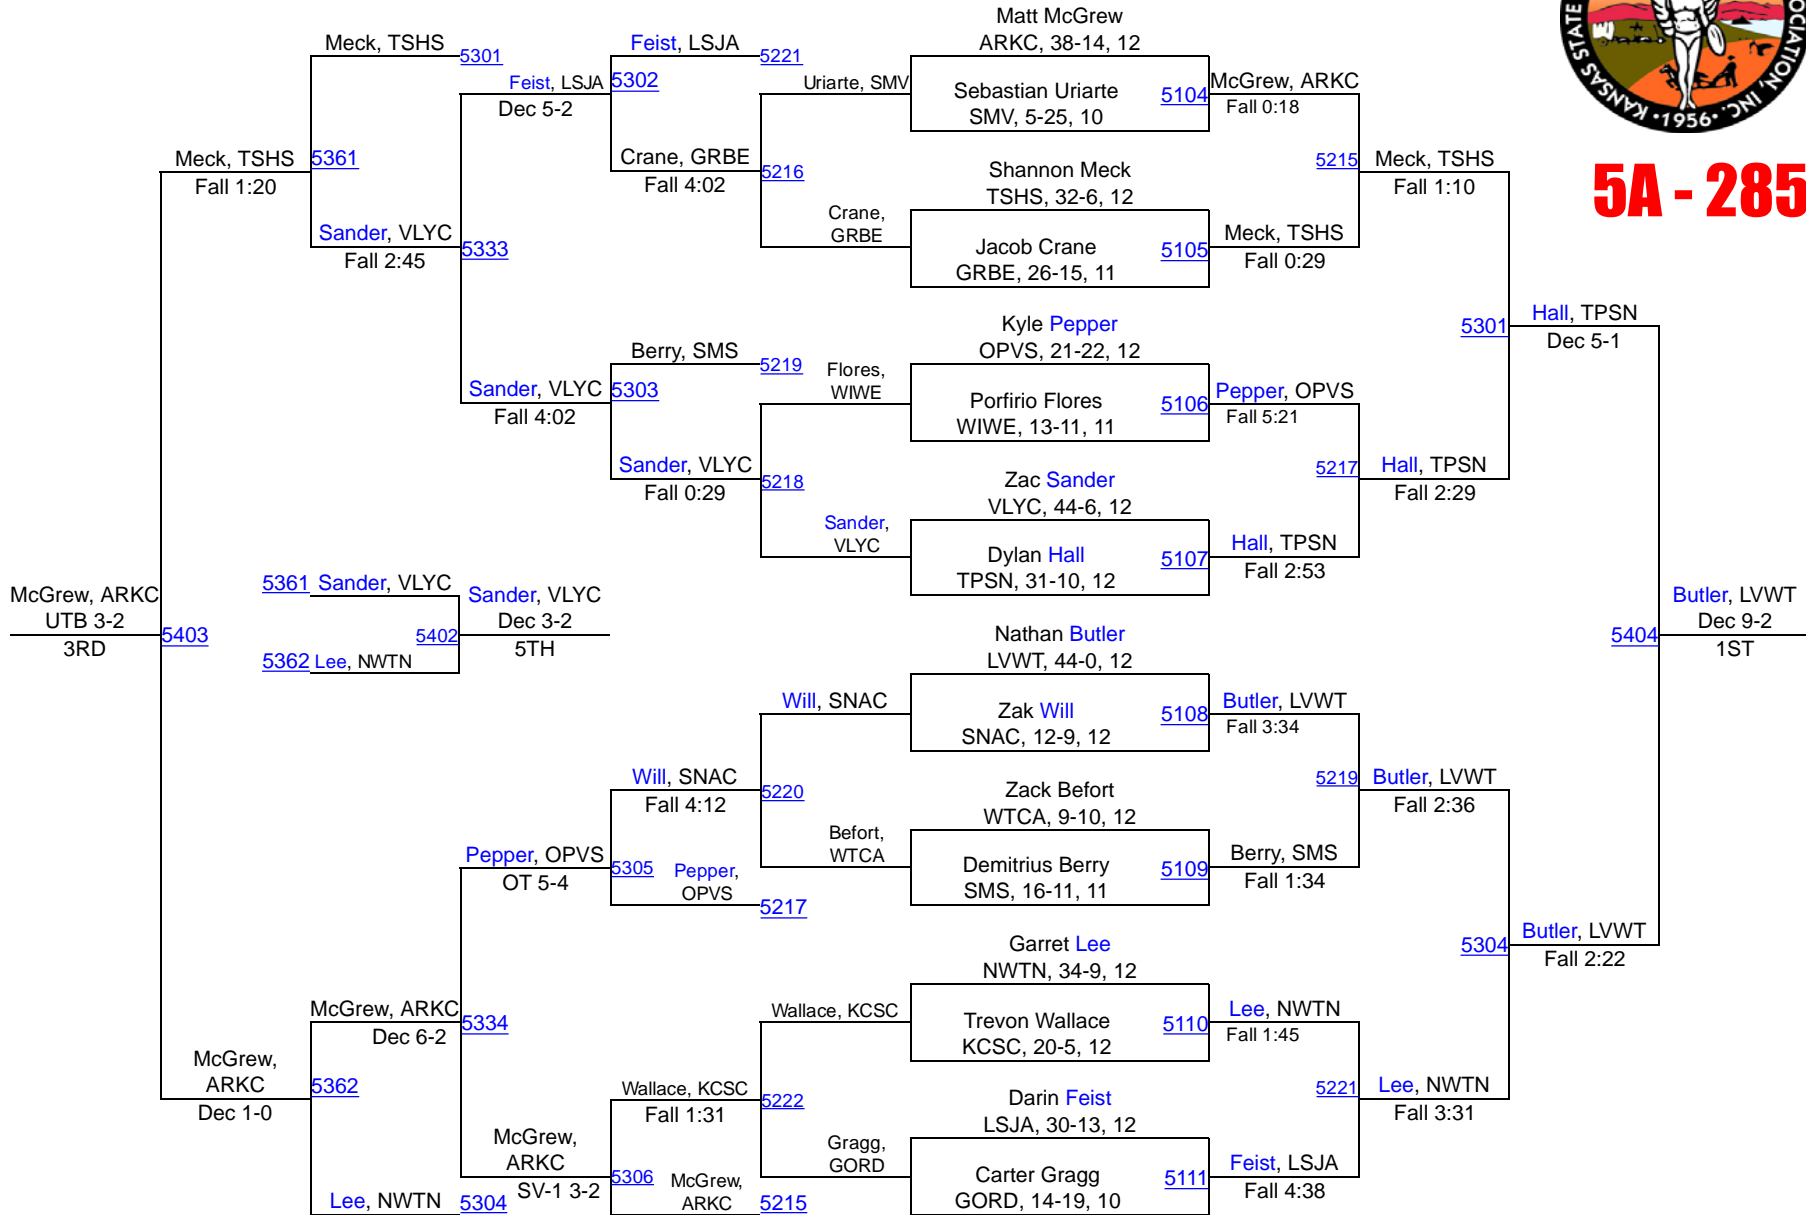 Matt McGrew
ARKC, 38-14, 12
Sebastian Uriarte
SMV, 5-25, 10
5104
McGrew, ARKC
Fall 0:18
Shannon Meck
TSHS, 32-6, 12
Jacob Crane
GRBE, 26-15, 11
5105
Meck, TSHS
Fall 0:29
5215
Meck, TSHS
Fall 1:10
Kyle Pepper
OPVS, 21-22, 12
Porfirio Flores
WIWE, 13-11, 11
5106
Pepper, OPVS
Fall 5:21
Zac Sander
VLYC, 44-6, 12
Dylan Hall
TPSN, 31-10, 12
5107
Hall, TPSN
Fall 2:53
5217
Hall, TPSN
Fall 2:29
5301
Hall, TPSN
Dec 5-1
Nathan Butler
LVWT, 44-0, 12
Zak Will
SNAC, 12-9, 12
5108
Butler, LVWT
Fall 3:34
Zack Befort
WTCA, 9-10, 12
Demitrius Berry
SMS, 16-11, 11
5109
Berry, SMS
Fall 1:34
5219
Butler, LVWT
Fall 2:36
Garret Lee
NWTN, 34-9, 12
Trevon Wallace
KCSC, 20-5, 12
5110
Lee, NWTN
Fall 1:45
Darin Feist
LSJA, 30-13, 12
Carter Gragg
GORD, 14-19, 10
5111
Feist, LSJA
Fall 4:38
5221
Lee, NWTN
Fall 3:31
5304
Butler, LVWT
Fall 2:22
5404
Butler, LVWT
Dec 9-2
1ST
KANSAS STATE
OCIATION, INC.
•1956•
5A - 285
Uriarte, SMV
Crane,
GRBE
5216
Feist, LSJA
5221
Crane, GRBE
Fall 4:02
5302
Feist, LSJA
Dec 5-2
Flores,
WIWE
Sander,
VLYC
5218
Berry, SMS
5219
Sander, VLYC
Fall 0:29
5303
Sander, VLYC
Fall 4:02
5333
Meck, TSHS
5301
Sander, VLYC
Fall 2:45
5361
Meck, TSHS
Fall 1:20
5361 Sander, VLYC
5362 Lee, NWTN
5402
Sander, VLYC
Dec 3-2
5TH
Will, SNAC
Befort,
WTCA
5220
Will, SNAC
Fall 4:12
Pepper,
OPVS
5217
5305
Pepper, OPVS
OT 5-4
Wallace, KCSC
Gragg,
GORD
5222
Wallace, KCSC
Fall 1:31
McGrew,
ARKC
5215
5306
McGrew,
ARKC
SV-1 3-2
5334
McGrew, ARKC
Dec 6-2
Lee, NWTN
5304
5362
McGrew,
ARKC
Dec 1-0
5403
McGrew, ARKC
UTB 3-2
3RD